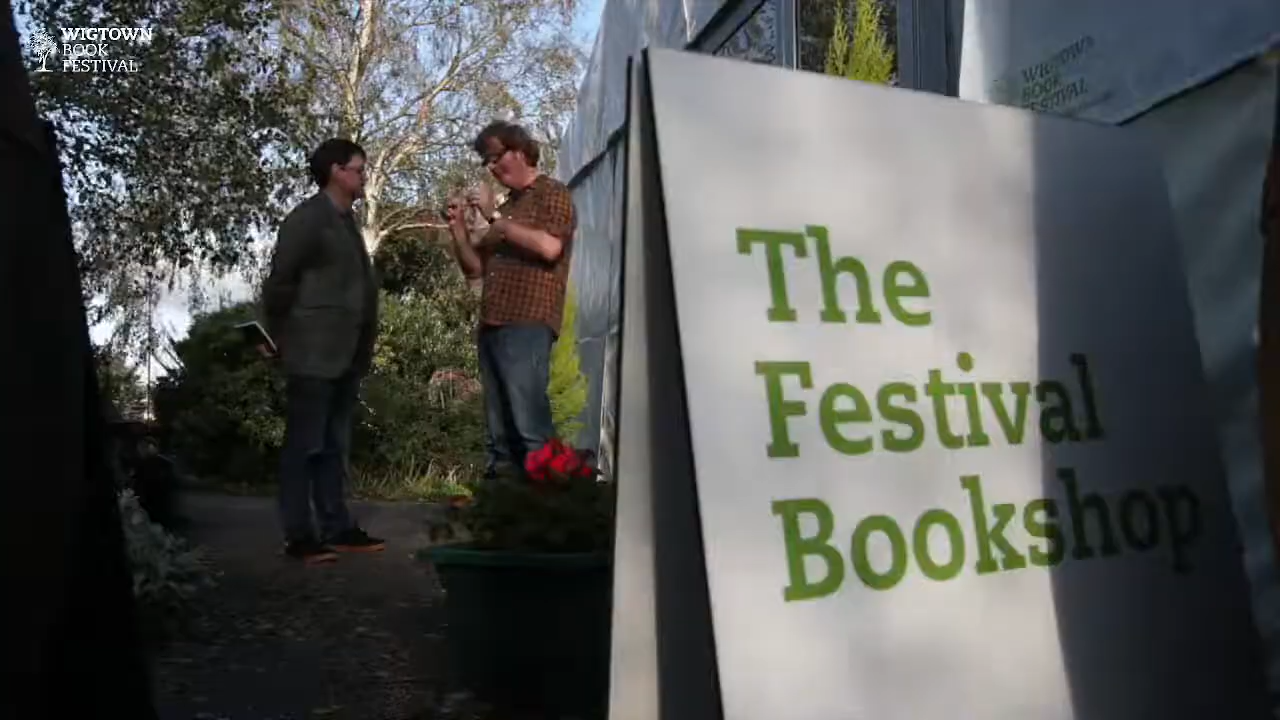 WIGTOWN
BOOK
FESTIVAL
WIGTOWN
BOOK
FESTIVAL
The
Festival
Bookshop